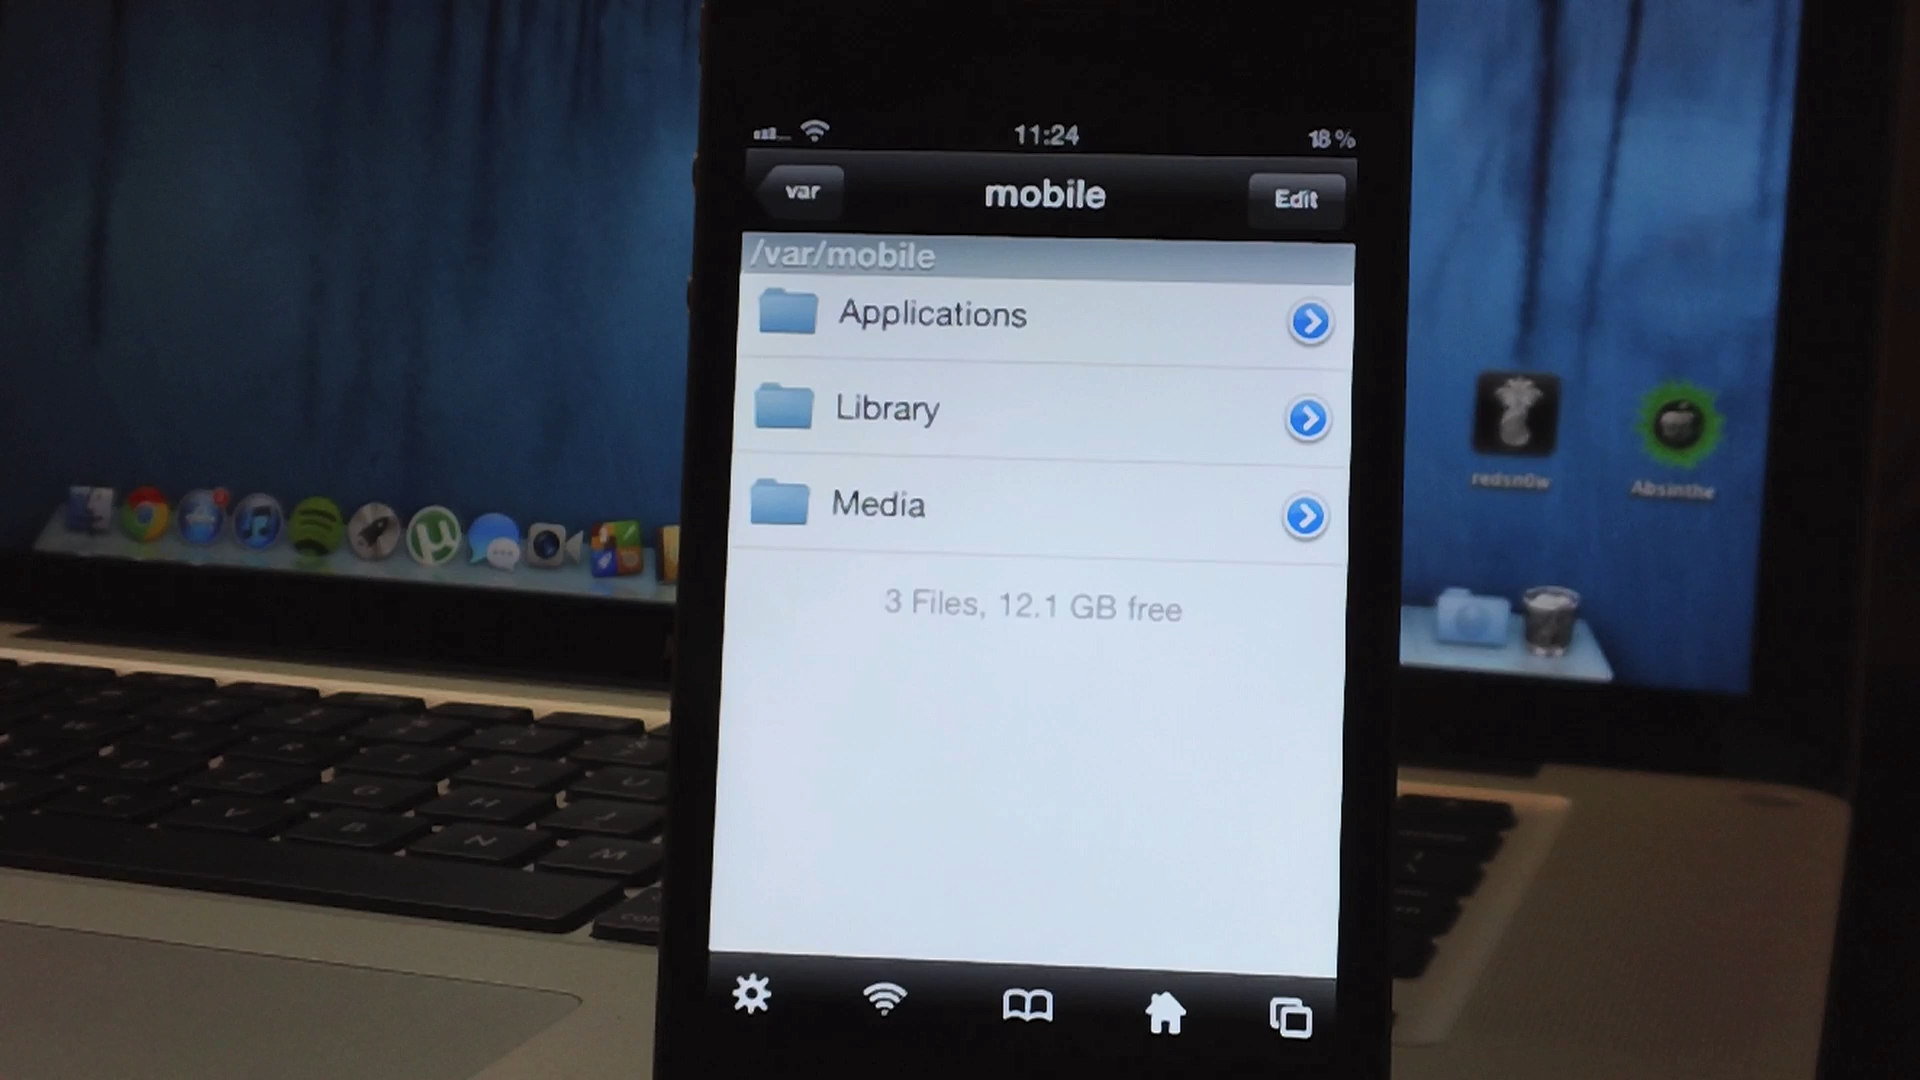 11:24
18 %
var
mobile
Edit
/var/mobile
Applications
Library
Media
3 Files, 12.1 GB free
redsn0w
Absinthe
D
F
G
H
T
Y
U
C
V
B
N
M